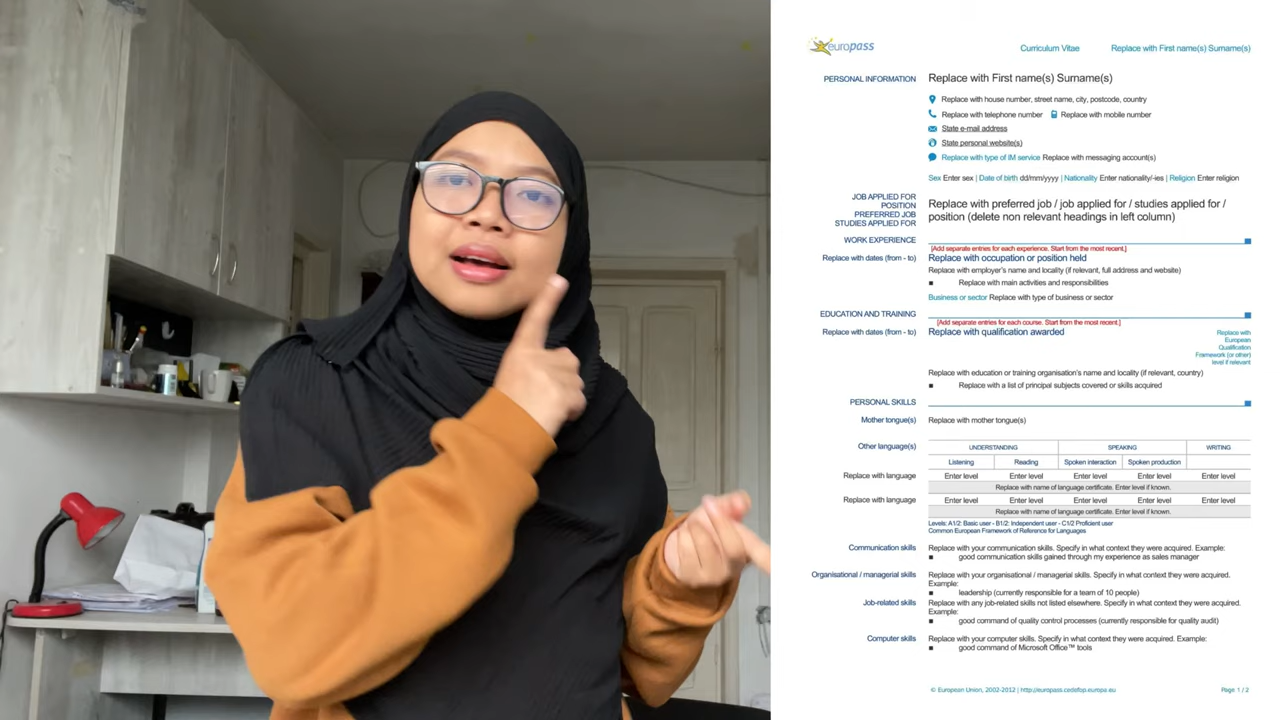 europass
Curriculum Vitae Replace with First name(s) Surname(s)
PERSONAL INFORMATION Replace with First name(s) Surname(s)
Replace with house number, street name, city, postcode, country
Replace with telephone number Replace with mobile number
State e-mail address
State personal website(s)
Replace with type of IM service Replace with messaging account(s)
Sex Enter sex | Date of birth dd/mm/yyyy | Nationality Enter nationality/-ies | Religion Enter religion
JOB APPLIED FOR
POSITION
PREFERRED JOB
STUDIES APPLIED FOR
Replace with preferred job / job applied for / studies applied for /
position (delete non relevant headings in left column)
WORK EXPERIENCE
[Add separate entries for each experience. Start from the most recent.]
Replace with dates (from - to) Replace with occupation or position held
Replace with employer's name and locality (if relevant, full address and website)
■ Replace with main activities and responsibilities
Business or sector Replace with type of business or sector
EDUCATION AND TRAINING
[Add separate entries for each course. Start from the most recent.]
Replace with dates (from - to) Replace with qualification awarded
Replace with
European
Qualification
Framework (or other)
level if relevant
Replace with education or training organisation's name and locality (if relevant, country)
■ Replace with a list of principal subjects covered or skills acquired
PERSONAL SKILLS
Mother tongue(s) Replace with mother tongue(s)
Other language(s) UNDERSTANDING SPEAKING WRITING
Listening Reading Spoken interaction Spoken production
Replace with language Enter level Enter level Enter level Enter level Enter level
Replace with name of language certificate. Enter level if known.
Replace with language Enter level Enter level Enter level Enter level Enter level
Replace with name of language certificate. Enter level if known.
Levels: A1/2: Basic user - B1/2: Independent user - C1/2 Proficient user
Common European Framework of Reference for Languages
Communication skills Replace with your communication skills. Specify in what context they were acquired. Example:
■ good communication skills gained through my experience as sales manager
Organisational / managerial skills Replace with your organisational / managerial skills. Specify in what context they were acquired.
Example:
■ leadership (currently responsible for a team of 10 people)
Job-related skills Replace with any job-related skills not listed elsewhere. Specify in what context they were acquired.
Example:
■ good command of quality control processes (currently responsible for quality audit)
Computer skills Replace with your computer skills. Specify in what context they were acquired. Example:
■ good command of Microsoft Office™ tools
© European Union, 2002-2012 | http://europass.cedefop.europa.eu Page 1 / 2